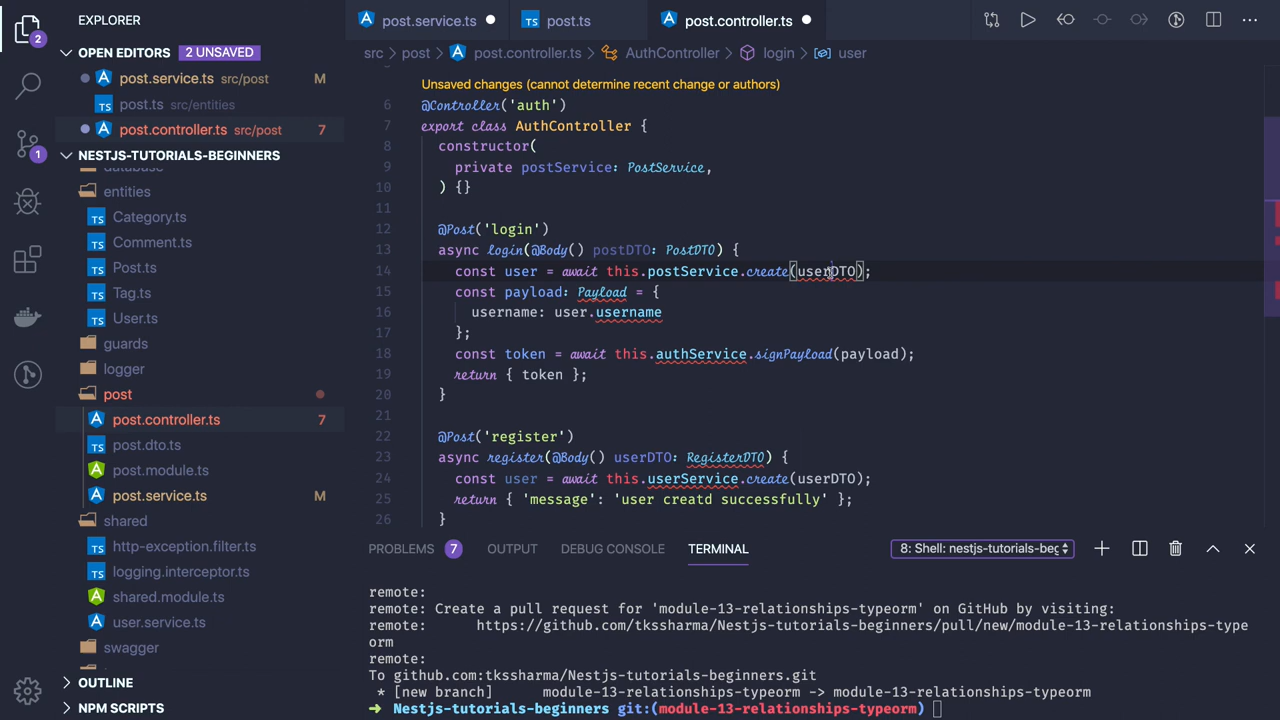 EXPLORER
OPEN EDITORS 2 UNSAVED
post.service.ts src/post M
post.ts src/entities
post.controller.ts src/post 7
NESTJS-TUTORIALS-BEGINNERS
database
entities
Category.ts
Comment.ts
Post.ts
Tag.ts
User.ts
guards
logger
post
post.controller.ts 7
post.dto.ts
post.module.ts
post.service.ts M
shared
http-exception.filter.ts
logging.interceptor.ts
shared.module.ts
user.service.ts
swagger
OUTLINE
NPM SCRIPTS
2
1
post.service.ts
TS post.ts
post.controller.ts
src > post > post.controller.ts > AuthController > login > user
Unsaved changes (cannot determine recent change or authors)
6 @Controller('auth')
7 export class AuthController {
8 constructor(
9 private postService: PostService,
10 ) {}
11
12 @Post('login')
13 async login(@Body() postDTO: PostDTO) {
14 const user = await this.postService.create(userDTO);
15 const payload: Payload = {
16 username: user.username
17 };
18 const token = await this.authService.signPayload(payload);
19 return { token };
20 }
21
22 @Post('register')
23 async register(@Body() userDTO: RegisterDTO) {
24 const user = await this.userService.create(userDTO);
25 return { 'message': 'user creatd successfully' };
26 }
PROBLEMS 7 OUTPUT DEBUG CONSOLE TERMINAL 8: Shell: nestjs-tutorials-beg
remote:
remote: Create a pull request for 'module-13-relationships-typeorm' on GitHub by visiting:
remote: https://github.com/tkssharma/Nestjs-tutorials-beginners/pull/new/module-13-relationships-type
orm
remote:
To github.com:tkssharma/Nestjs-tutorials-beginners.git
* [new branch] module-13-relationships-typeorm -> module-13-relationships-typeorm
➜ Nestjs-tutorials-beginners git:(module-13-relationships-typeorm)